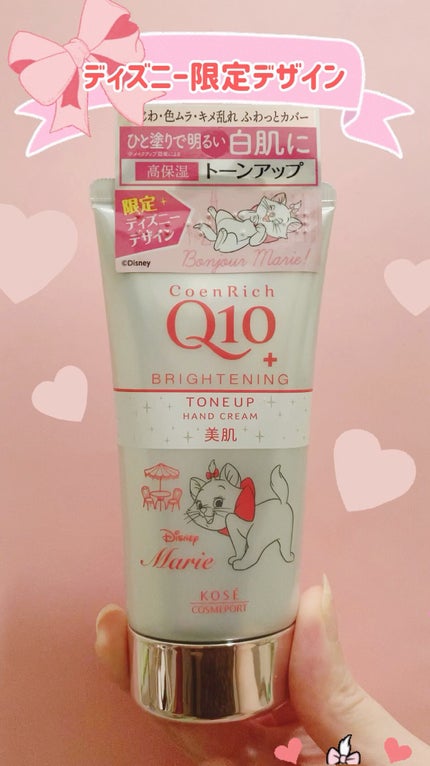 ディズニー限定デザイン
じわ・色ムラ・キメ乱れ ふわっとカバー
ひと塗りで明るい 白肌に
高保湿 トーンアップ
限定
ディズニー
デザイン
©Disney
Bonjour Marie!
CoenRich
Q10
+
BRIGHTENING
TONEUP
HAND CREAM
美肌
Disney
Marie
KOSÉ
COSMEPORT